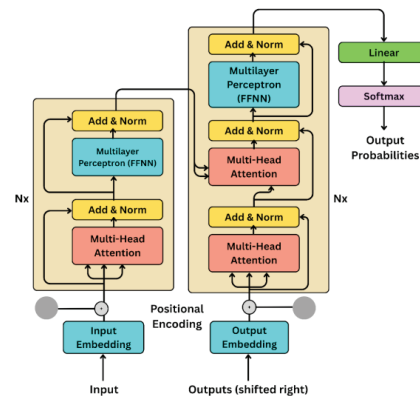 Add & Norm
Multilayer
Perceptron
(FFNN)
Add & Norm
Multi-Head
Attention
Add & Norm
Multi-Head
Attention
Nx
Linear
Softmax
Output
Probabilities
Add & Norm
Multilayer
Perceptron (FFNN)
Nx
Add & Norm
Multi-Head
Attention
Positional
Encoding
Input
Embedding
Output
Embedding
Input
Outputs (shifted right)